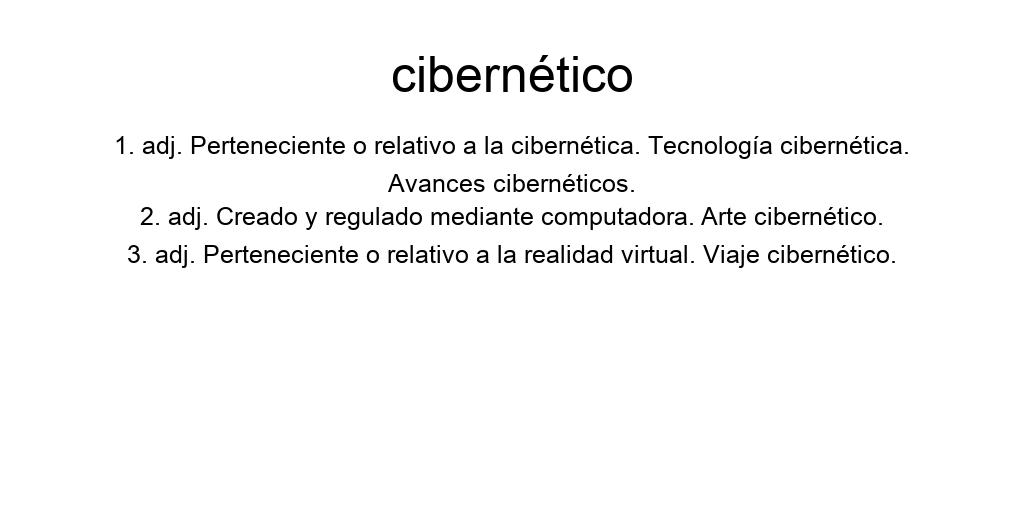 cibernético
1. adj. Perteneciente o relativo a la cibernética. Tecnología cibernética.
Avances cibernéticos.
2. adj. Creado y regulado mediante computadora. Arte cibernético.
3. adj. Perteneciente o relativo a la realidad virtual. Viaje cibernético.